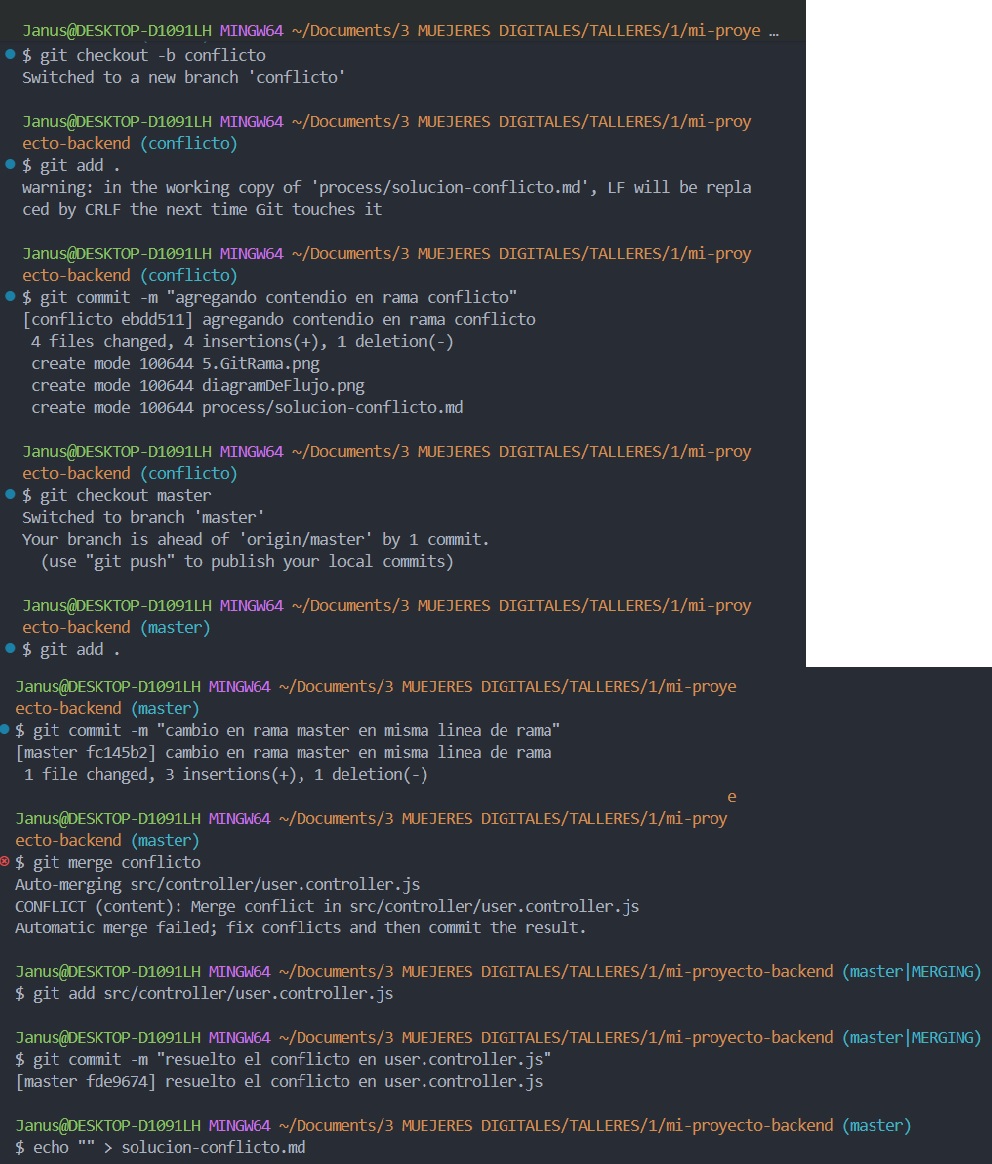 Janus@DESKTOP-D1091LH MINGW64 ~/Documents/3 MUEJERES DIGITALES/TALLERES/1/mi-proye …
$ git checkout -b conflicto
Switched to a new branch 'conflicto'
Janus@DESKTOP-D1091LH MINGW64 ~/Documents/3 MUEJERES DIGITALES/TALLERES/1/mi-proy
ecto-backend (conflicto)
$ git add .
warning: in the working copy of 'process/solucion-conflicto.md', LF will be repla
ced by CRLF the next time Git touches it
Janus@DESKTOP-D1091LH MINGW64 ~/Documents/3 MUEJERES DIGITALES/TALLERES/1/mi-proy
ecto-backend (conflicto)
$ git commit -m "agregando contendio en rama conflicto"
[conflicto ebdd511] agregando contendio en rama conflicto
 4 files changed, 4 insertions(+), 1 deletion(-)
 create mode 100644 5.GitRama.png
 create mode 100644 diagramDeFlujo.png
 create mode 100644 process/solucion-conflicto.md
Janus@DESKTOP-D1091LH MINGW64 ~/Documents/3 MUEJERES DIGITALES/TALLERES/1/mi-proy
ecto-backend (conflicto)
$ git checkout master
Switched to branch 'master'
Your branch is ahead of 'origin/master' by 1 commit.
  (use "git push" to publish your local commits)
Janus@DESKTOP-D1091LH MINGW64 ~/Documents/3 MUEJERES DIGITALES/TALLERES/1/mi-proy
ecto-backend (master)
$ git add .
Janus@DESKTOP-D1091LH MINGW64 ~/Documents/3 MUEJERES DIGITALES/TALLERES/1/mi-proye
ecto-backend (master)
$ git commit -m "cambio en rama master en misma linea de rama"
[master fc145b2] cambio en rama master en misma linea de rama
 1 file changed, 3 insertions(+), 1 deletion(-)
e
Janus@DESKTOP-D1091LH MINGW64 ~/Documents/3 MUEJERES DIGITALES/TALLERES/1/mi-proy
ecto-backend (master)
$ git merge conflicto
Auto-merging src/controller/user.controller.js
CONFLICT (content): Merge conflict in src/controller/user.controller.js
Automatic merge failed; fix conflicts and then commit the result.
Janus@DESKTOP-D1091LH MINGW64 ~/Documents/3 MUEJERES DIGITALES/TALLERES/1/mi-proyecto-backend (master|MERGING)
$ git add src/controller/user.controller.js
Janus@DESKTOP-D1091LH MINGW64 ~/Documents/3 MUEJERES DIGITALES/TALLERES/1/mi-proyecto-backend (master|MERGING)
$ git commit -m "resuelto el conflicto en user.controller.js"
[master fde9674] resuelto el conflicto en user.controller.js
Janus@DESKTOP-D1091LH MINGW64 ~/Documents/3 MUEJERES DIGITALES/TALLERES/1/mi-proyecto-backend (master)
$ echo "" > solucion-conflicto.md